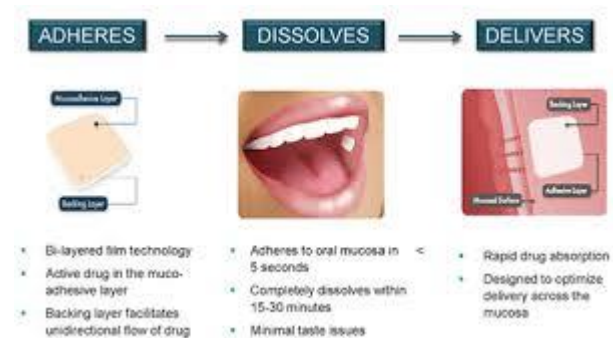 ADHERES
DISSOLVES
DELIVERS
Mucoadhesive Layer
Backing Layer
Backing Layer
Adhesive Layer
Mucosal Surface
• Bi-layered film technology
• Active drug in the muco-
adhesive layer
• Backing layer facilitates
unidirectional flow of drug
• Adheres to oral mucosa in <
5 seconds
• Completely dissolves within
15-30 minutes
• Minimal taste issues
• Rapid drug absorption
• Designed to optimize
delivery across the
mucosa